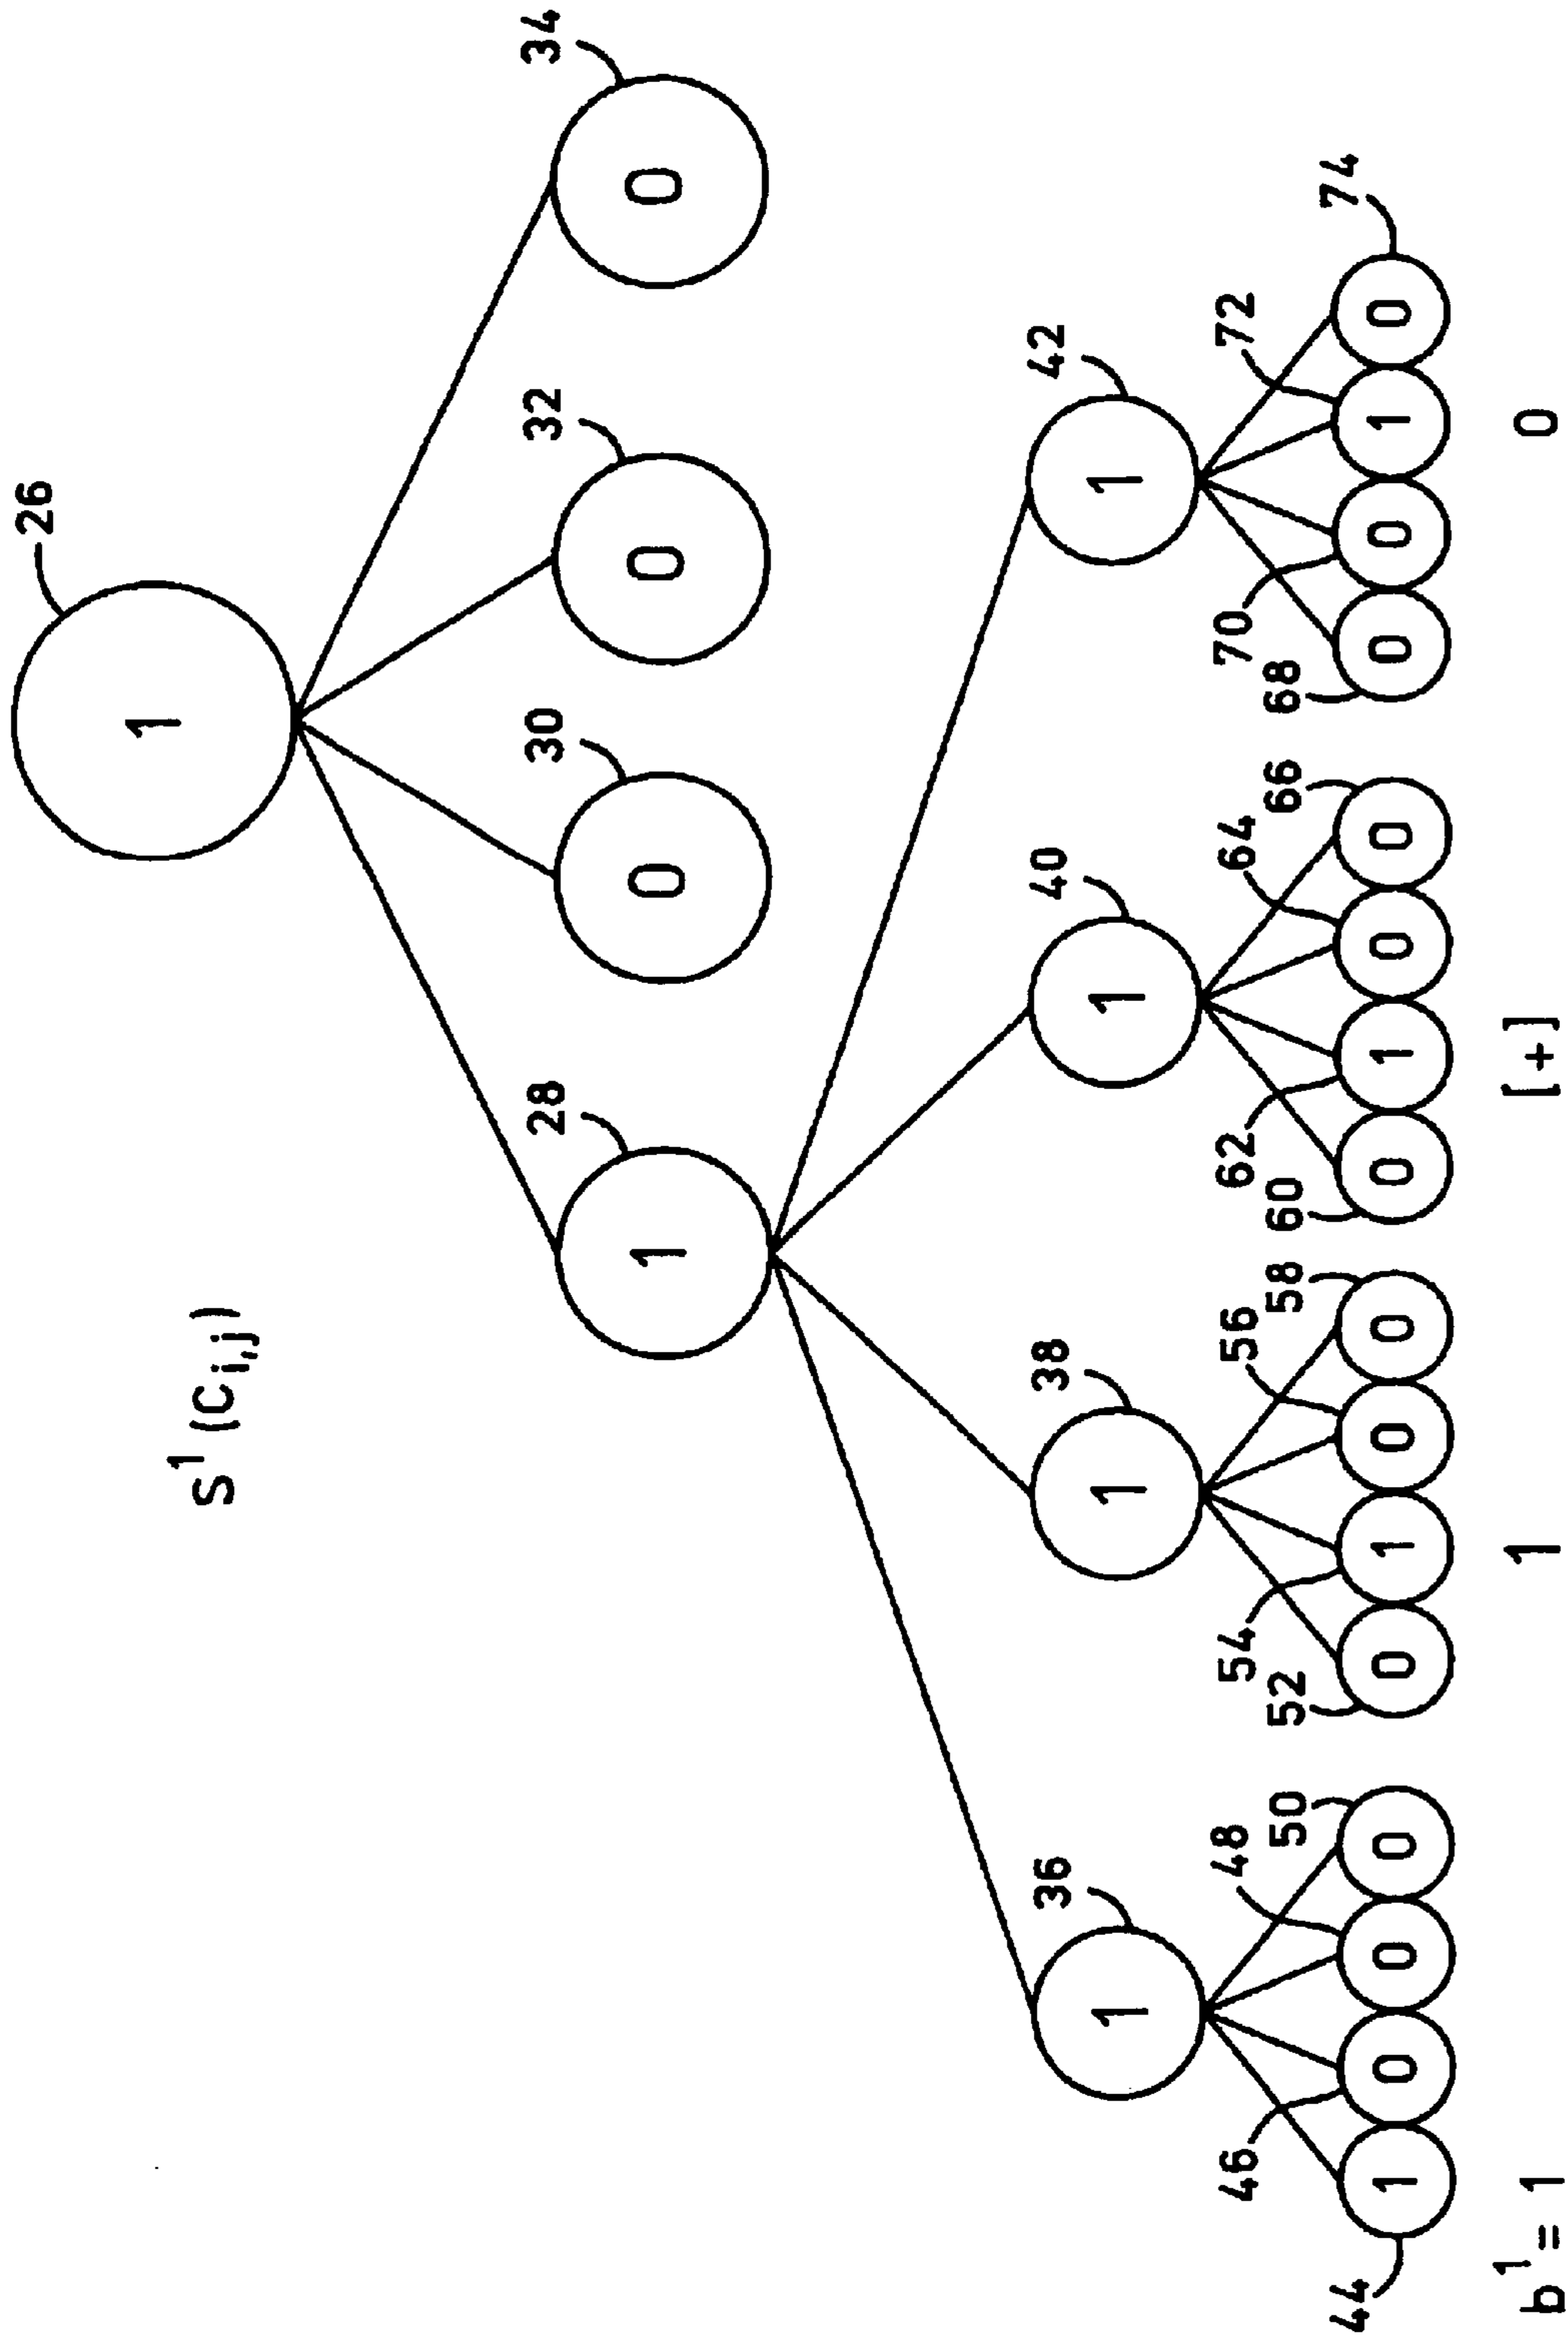 S¹ (Ci,j)
26
1
28 30 32 34
1 0 0 0
36 38 40 42
1 1 1 1
46 48 54 56 62 64 70 72
50 52 58 60 66 68
44 74
1 0 0 0 0 1 0 0 0 1 0 0 0 0 1 0
b¹ = 1 1 [+] 0